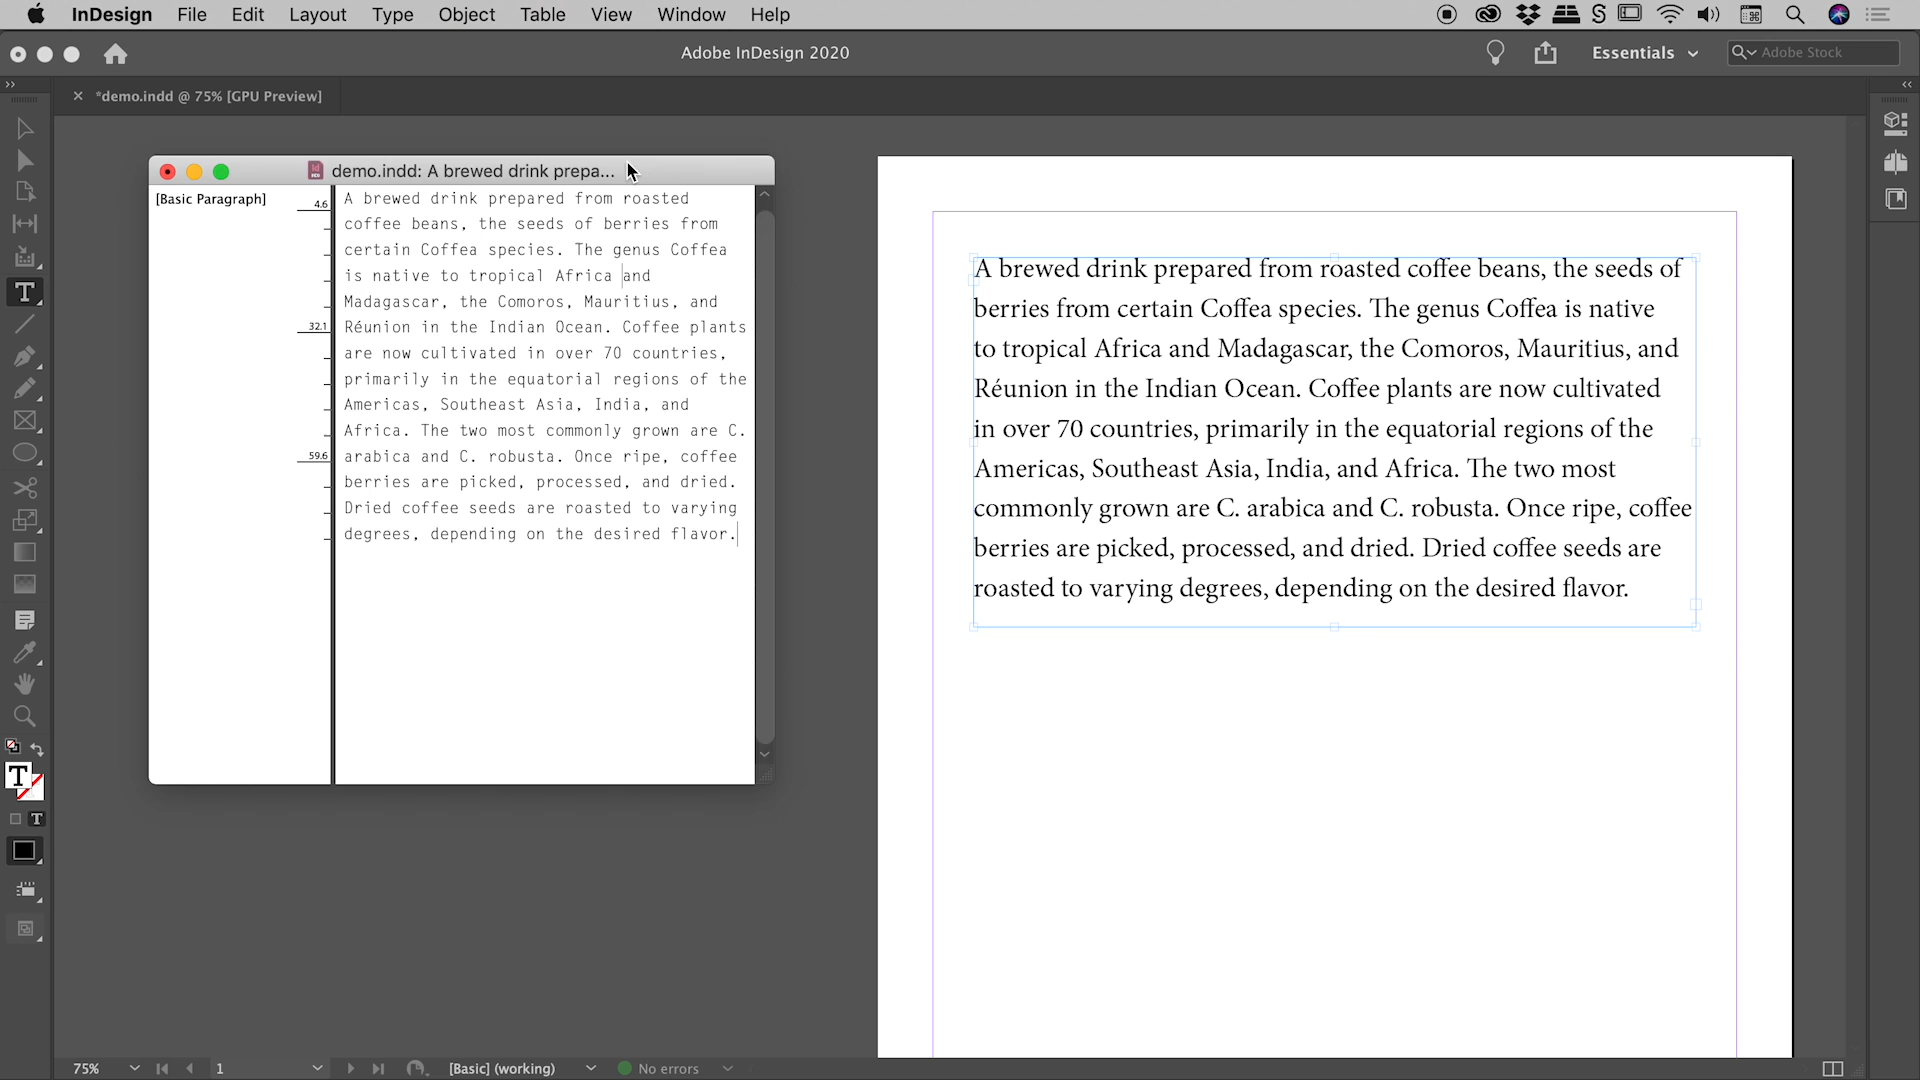 InDesign File Edit Layout Type Object Table View Window Help
Adobe InDesign 2020
Essentials
Adobe Stock
*demo.indd @ 75% [GPU Preview]
demo.indd: A brewed drink prepa...
[Basic Paragraph]
4.6
32.1
59.6
A brewed drink prepared from roasted
coffee beans, the seeds of berries from
certain Coffea species. The genus Coffea
is native to tropical Africa and
Madagascar, the Comoros, Mauritius, and
Réunion in the Indian Ocean. Coffee plants
are now cultivated in over 70 countries,
primarily in the equatorial regions of the
Americas, Southeast Asia, India, and
Africa. The two most commonly grown are C.
arabica and C. robusta. Once ripe, coffee
berries are picked, processed, and dried.
Dried coffee seeds are roasted to varying
degrees, depending on the desired flavor.
A brewed drink prepared from roasted coffee beans, the seeds of
berries from certain Coffea species. The genus Coffea is native
to tropical Africa and Madagascar, the Comoros, Mauritius, and
Réunion in the Indian Ocean. Coffee plants are now cultivated
in over 70 countries, primarily in the equatorial regions of the
Americas, Southeast Asia, India, and Africa. The two most
commonly grown are C. arabica and C. robusta. Once ripe, coffee
berries are picked, processed, and dried. Dried coffee seeds are
roasted to varying degrees, depending on the desired flavor.
75% 1 [Basic] (working) No errors